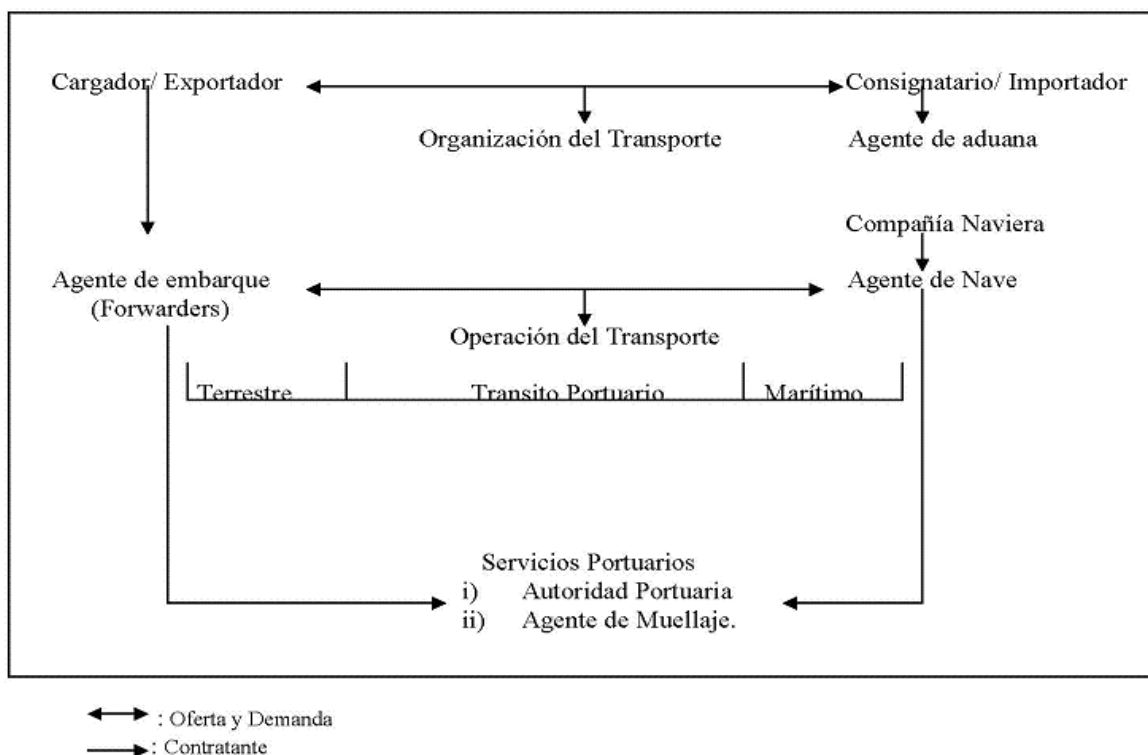 Cargador/ Exportador
Consignatario/ Importador
Organización del Transporte
Agente de aduana
Compañía Naviera
Agente de embarque
(Forwarders)
Agente de Nave
Operación del Transporte
Terrestre
Transito Portuario
Marítimo
Servicios Portuarios
i) Autoridad Portuaria
ii) Agente de Muellaje.
: Oferta y Demanda
: Contratante